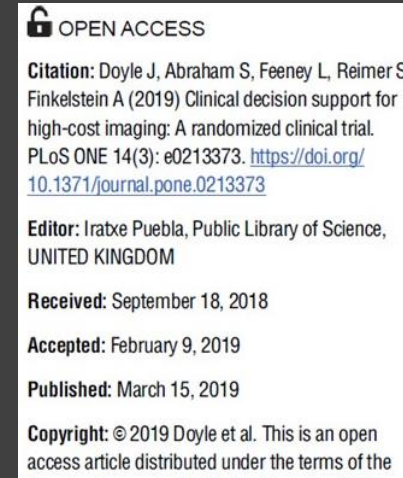 OPEN ACCESS
Citation: Doyle J, Abraham S, Feeney L, Reimer S
Finkelstein A (2019) Clinical decision support for
high-cost imaging: A randomized clinical trial.
PLoS ONE 14(3): e0213373. https://doi.org/
10.1371/journal.pone.0213373
Editor: Iratxe Puebla, Public Library of Science,
UNITED KINGDOM
Received: September 18, 2018
Accepted: February 9, 2019
Published: March 15, 2019
Copyright: © 2019 Doyle et al. This is an open
access article distributed under the terms of the